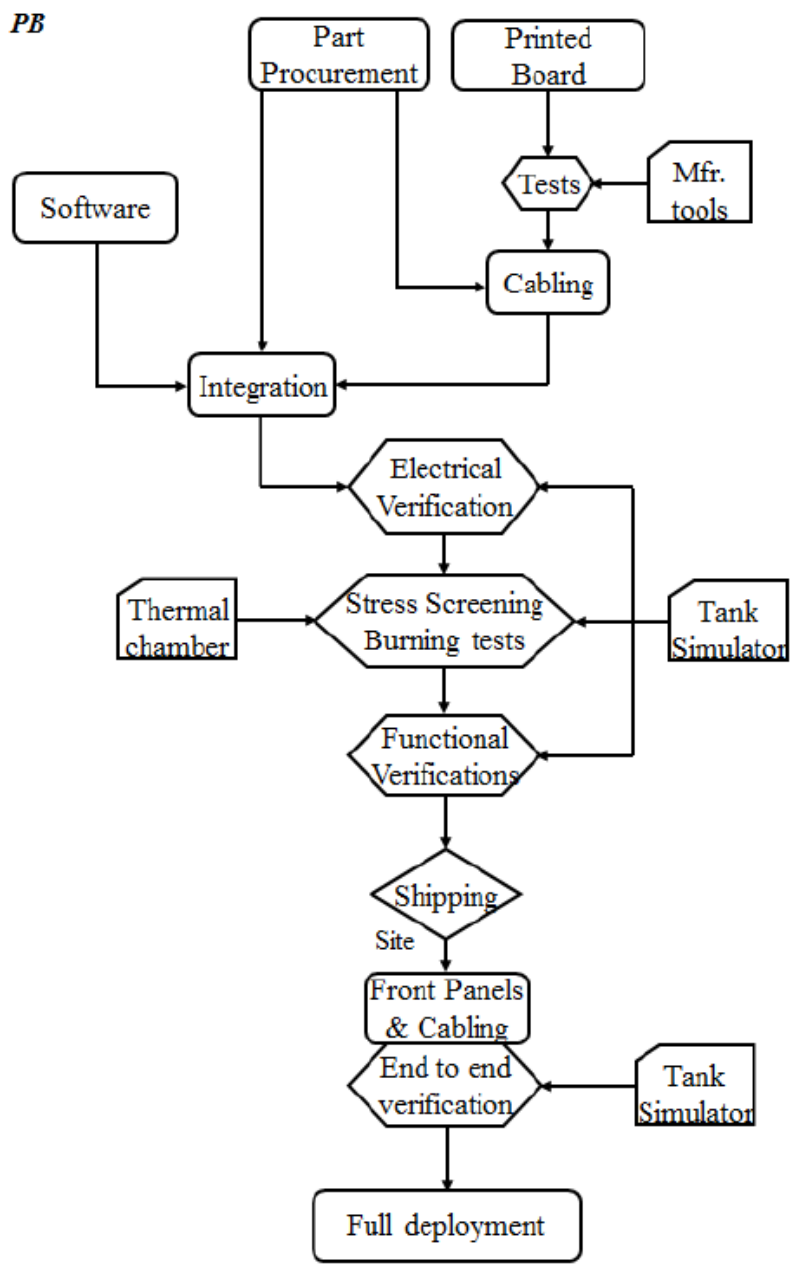 PB
Part
Procurement
Printed
Board
Tests
Mfr.
tools
Software
Cabling
Integration
Electrical
Verification
Thermal
chamber
Stress Screening
Burning tests
Tank
Simulator
Functional
Verifications
Shipping
Site
Front Panels
& Cabling
End to end
verification
Tank
Simulator
Full deployment